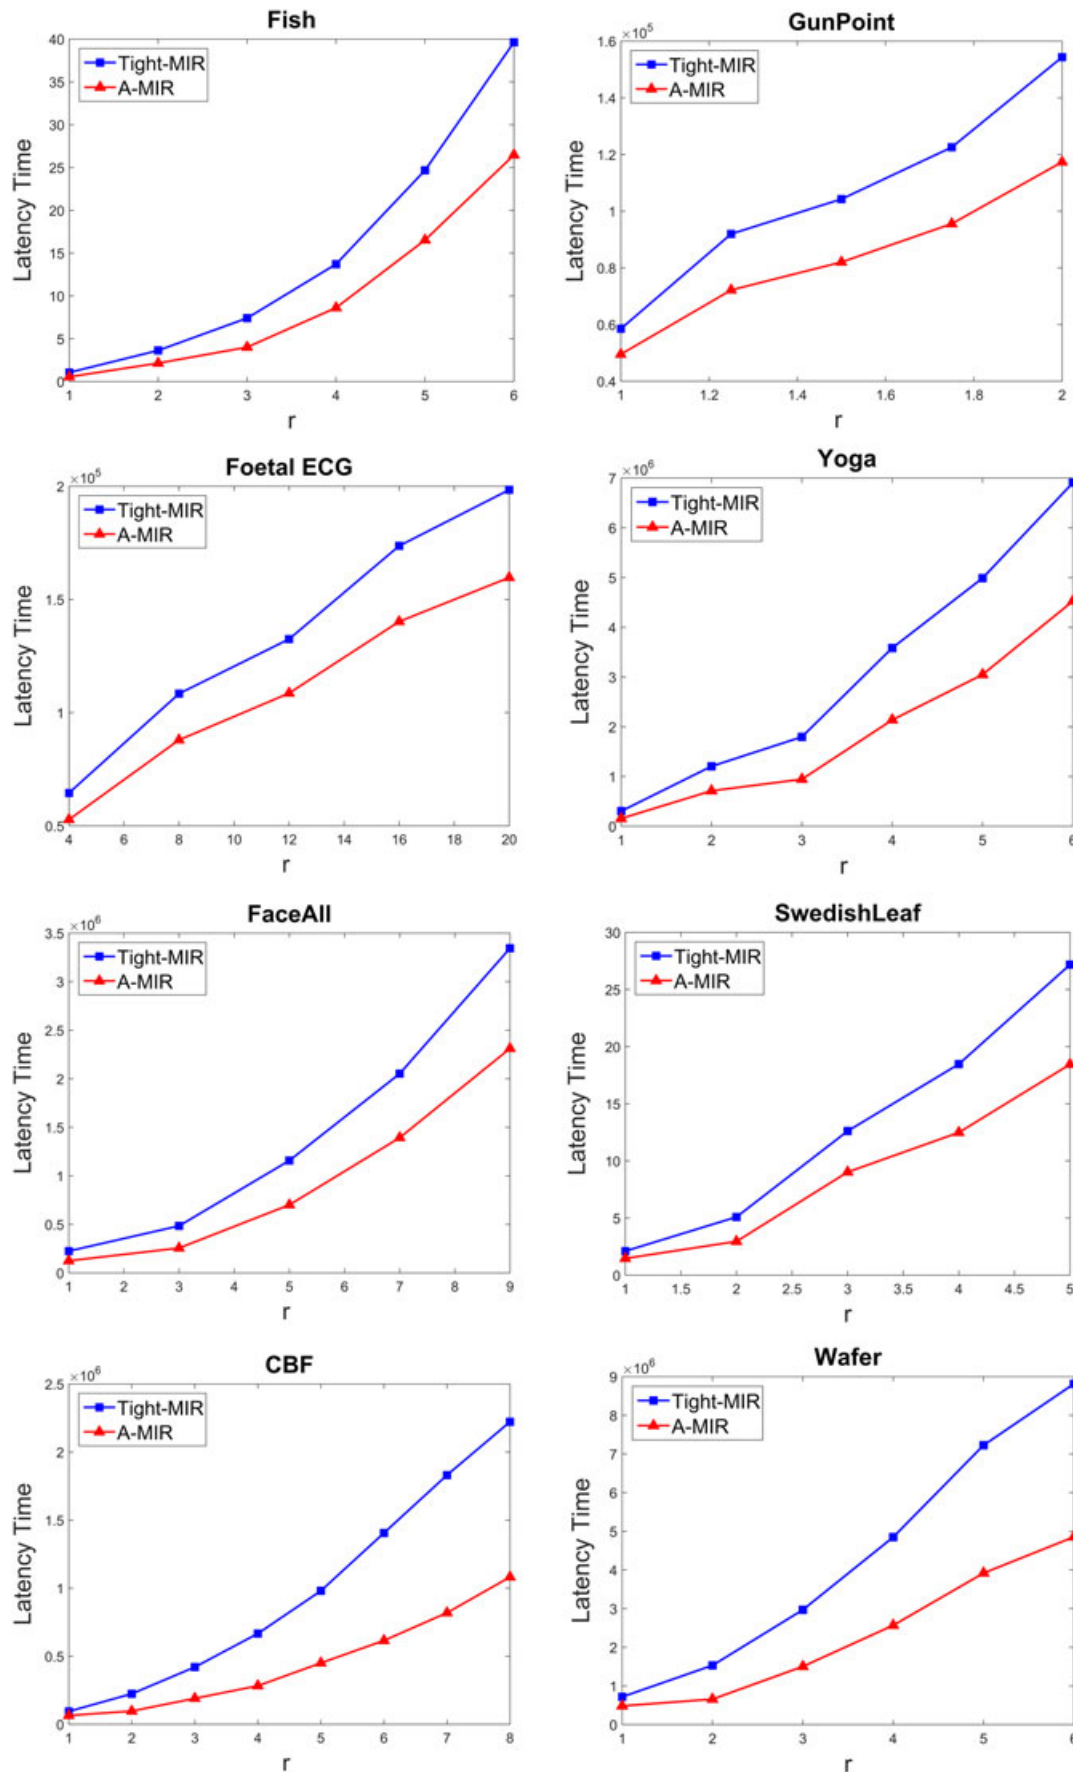 Fish
40
35
30
25
20
15
10
5
0
Latency Time
Tight-MIR
A-MIR
1 2 3 4 5 6
r
GunPoint
×10^5
1.6
1.4
1.2
1
0.8
0.6
0.4
Latency Time
Tight-MIR
A-MIR
1 1.2 1.4 1.6 1.8 2
r
Foetal ECG
×10^5
2
1.5
1
0.5
Latency Time
Tight-MIR
A-MIR
4 6 8 10 12 14 16 18 20
r
Yoga
×10^6
7
6
5
4
3
2
1
0
Latency Time
Tight-MIR
A-MIR
1 2 3 4 5 6
r
FaceAll
×10^6
3.5
3
2.5
2
1.5
1
0.5
0
Latency Time
Tight-MIR
A-MIR
1 2 3 4 5 6 7 8 9
r
SwedishLeaf
30
25
20
15
10
5
0
Latency Time
Tight-MIR
A-MIR
1 1.5 2 2.5 3 3.5 4 4.5 5
r
CBF
×10^6
2.5
2
1.5
1
0.5
0
Latency Time
Tight-MIR
A-MIR
1 2 3 4 5 6 7 8
r
Wafer
×10^6
9
8
7
6
5
4
3
2
1
0
Latency Time
Tight-MIR
A-MIR
1 2 3 4 5 6
r